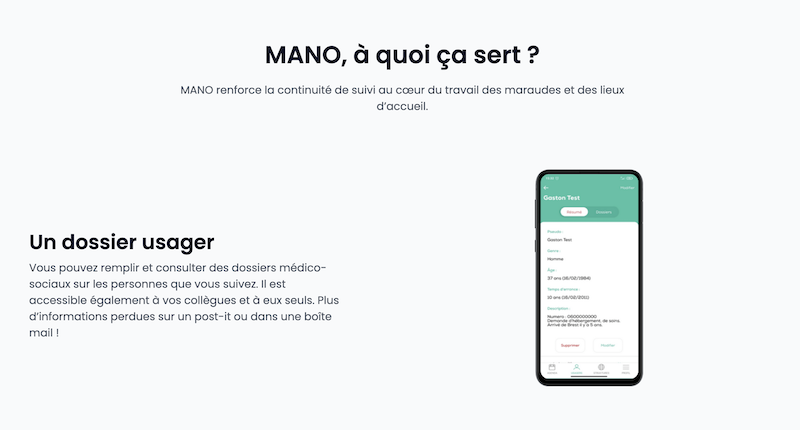 MANO, à quoi ça sert ?
MANO renforce la continuité de suivi au cœur du travail des maraudes et des lieux
d'accueil.
Un dossier usager
Vous pouvez remplir et consulter des dossiers médico-
sociaux sur les personnes que vous suivez. Il est
accessible également à vos collègues et à eux seuls. Plus
d'informations perdues sur un post-it ou dans une boîte
mail !
Gaston Test
Résumé
Dossier
Pseudo :
Gaston Test
Genre :
Homme
Âge :
37 ans (16/02/1984)
Temps d'errance :
10 ans (16/02/2011)
Description :
Numero : 0600000000
Demande d'hébergement, de soins.
Arrivé de Brest il y a 5 ans.
Supprimer
Modifier